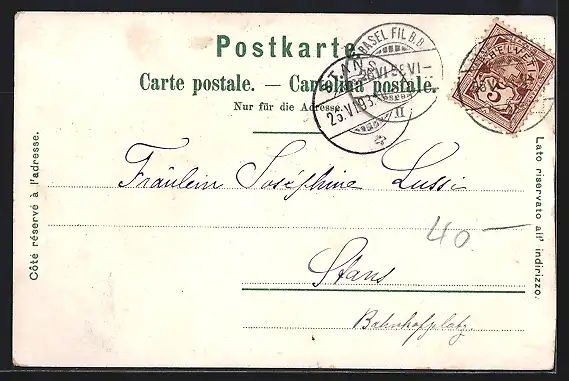 Postkarte.
Carte postale. — Cartolina postale.
Nur für die Adresse.
BASEL FIL. B.B.
STANS
Fräulein Joséphine Lussi
40.—
Stans
Bahnhofplatz.
Côté réservé à l'adresse.
Lato riservato all' indirizzo.
HELVETIA
5